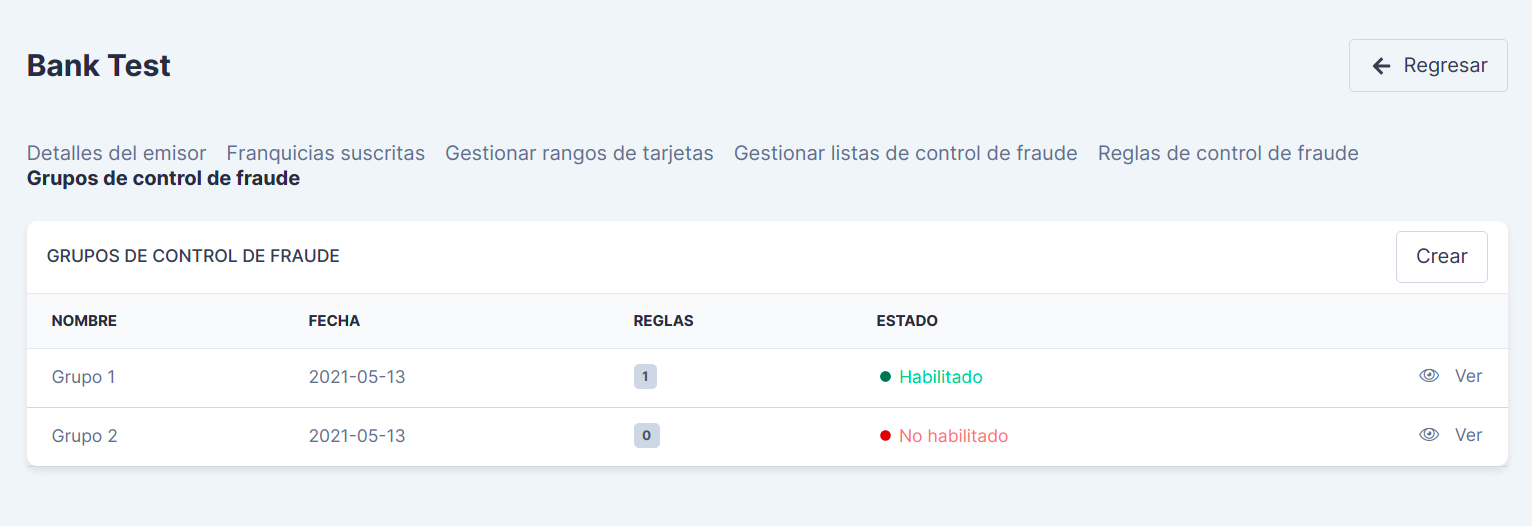 Bank Test
Regresar
Detalles del emisor Franquicias suscritas Gestionar rangos de tarjetas Gestionar listas de control de fraude Reglas de control de fraude
Grupos de control de fraude
GRUPOS DE CONTROL DE FRAUDE
Crear
NOMBRE FECHA REGLAS ESTADO
Grupo 1 2021-05-13 1 Habilitado Ver
Grupo 2 2021-05-13 0 No habilitado Ver